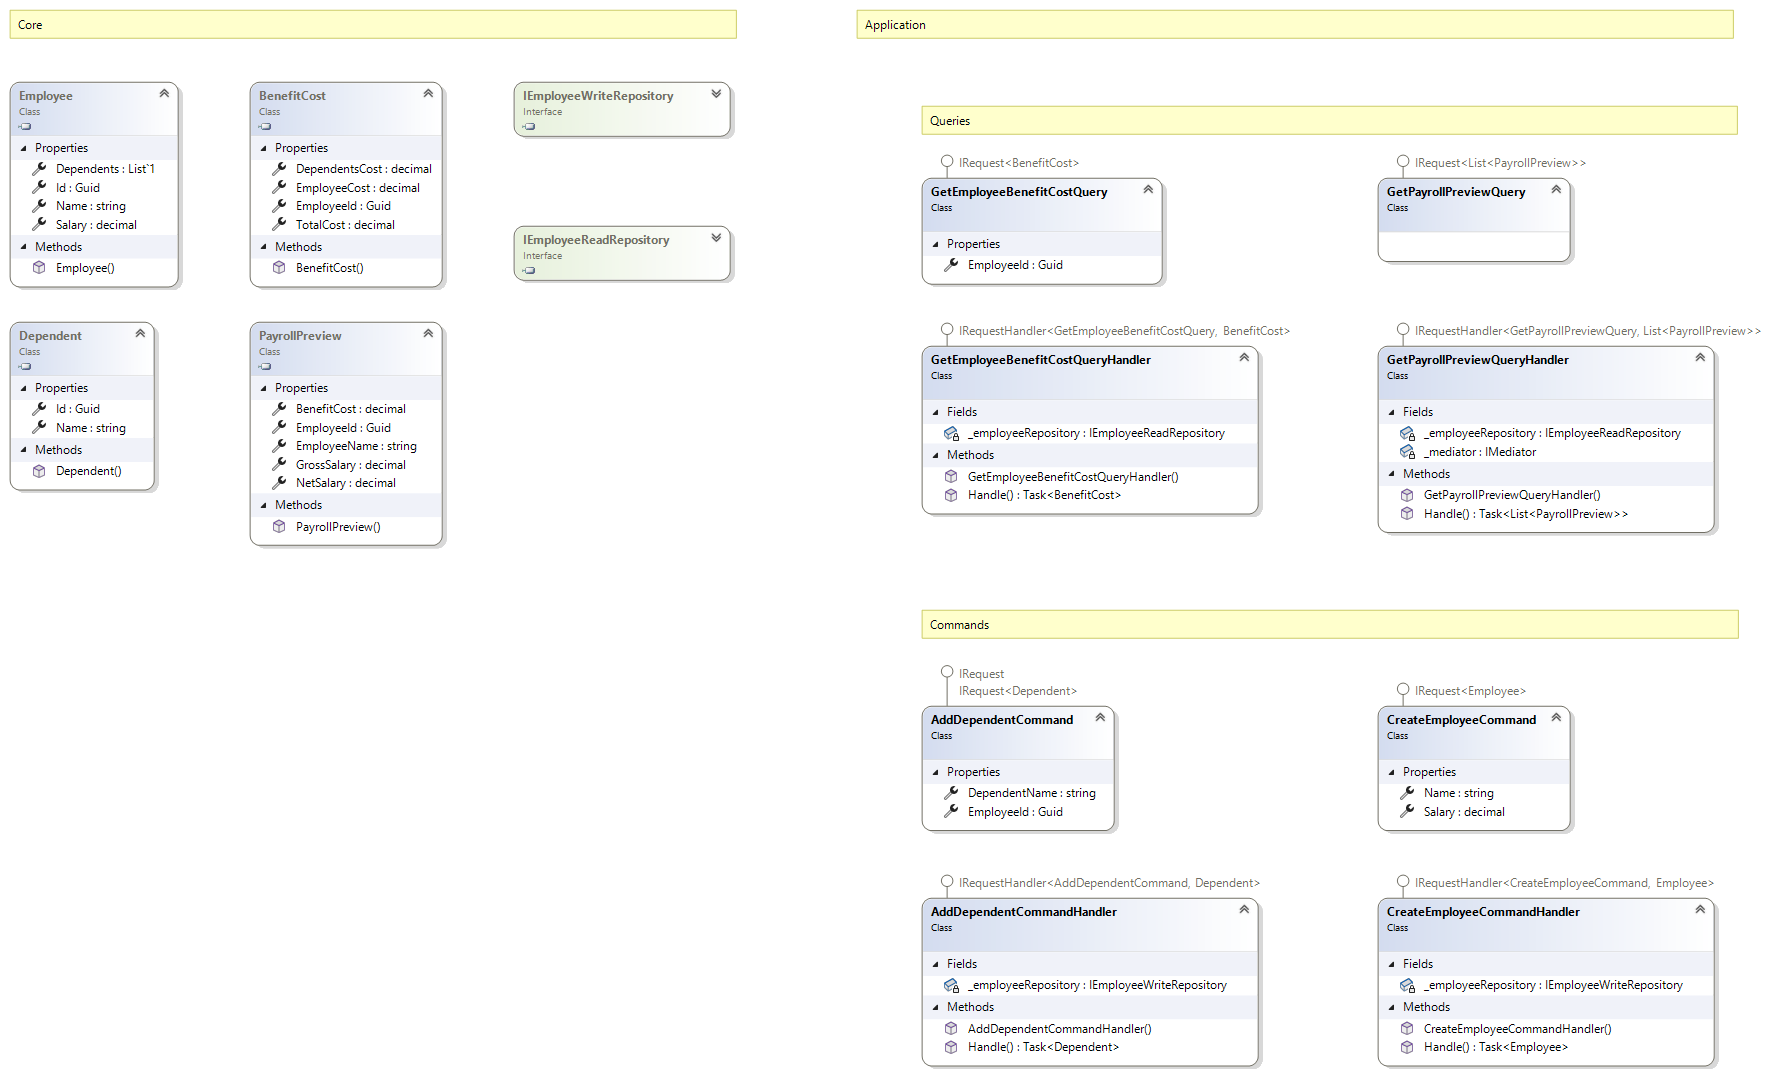 Core
Employee
Class
Properties
Dependents : List`1
Id : Guid
Name : string
Salary : decimal
Methods
Employee()
BenefitCost
Class
Properties
DependentsCost : decimal
EmployeeCost : decimal
EmployeeId : Guid
TotalCost : decimal
Methods
BenefitCost()
IEmployeeWriteRepository
Interface
IEmployeeReadRepository
Interface
Dependent
Class
Properties
Id : Guid
Name : string
Methods
Dependent()
PayrollPreview
Class
Properties
BenefitCost : decimal
EmployeeId : Guid
EmployeeName : string
GrossSalary : decimal
NetSalary : decimal
Methods
PayrollPreview()
Application
Queries
IRequest<BenefitCost>
GetEmployeeBenefitCostQuery
Class
Properties
EmployeeId : Guid
IRequest<List<PayrollPreview>>
GetPayrollPreviewQuery
Class
IRequestHandler<GetEmployeeBenefitCostQuery, BenefitCost>
GetEmployeeBenefitCostQueryHandler
Class
Fields
_employeeRepository : IEmployeeReadRepository
Methods
GetEmployeeBenefitCostQueryHandler()
Handle() : Task<BenefitCost>
IRequestHandler<GetPayrollPreviewQuery, List<PayrollPreview>>
GetPayrollPreviewQueryHandler
Class
Fields
_employeeRepository : IEmployeeReadRepository
_mediator : IMediator
Methods
GetPayrollPreviewQueryHandler()
Handle() : Task<List<PayrollPreview>>
Commands
IRequest
IRequest<Dependent>
AddDependentCommand
Class
Properties
DependentName : string
EmployeeId : Guid
IRequest<Employee>
CreateEmployeeCommand
Class
Properties
Name : string
Salary : decimal
IRequestHandler<AddDependentCommand, Dependent>
AddDependentCommandHandler
Class
Fields
_employeeRepository : IEmployeeWriteRepository
Methods
AddDependentCommandHandler()
Handle() : Task<Dependent>
IRequestHandler<CreateEmployeeCommand, Employee>
CreateEmployeeCommandHandler
Class
Fields
_employeeRepository : IEmployeeWriteRepository
Methods
CreateEmployeeCommandHandler()
Handle() : Task<Employee>